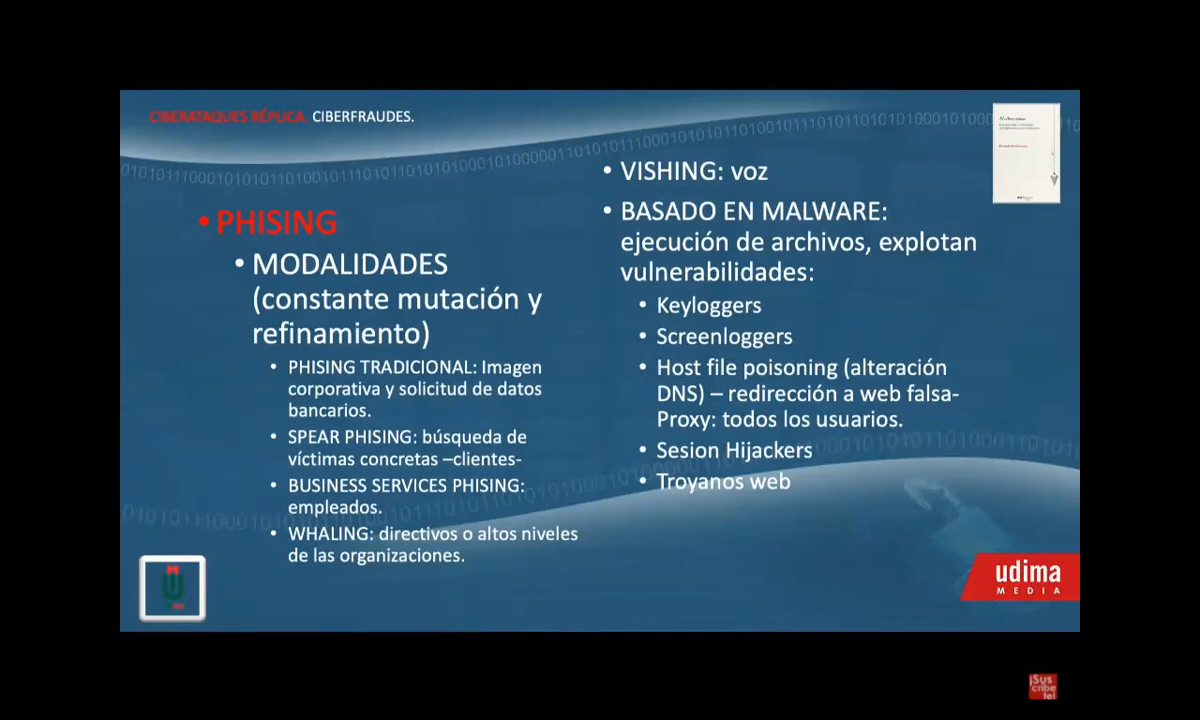 CIBERATAQUES RÉPLICA. CIBERFRAUDES.
• PHISING
• MODALIDADES
(constante mutación y
refinamiento)
• PHISING TRADICIONAL: Imagen
corporativa y solicitud de datos
bancarios.
• SPEAR PHISING: búsqueda de
víctimas concretas –clientes-
• BUSINESS SERVICES PHISING:
empleados.
• WHALING: directivos o altos niveles
de las organizaciones.
• VISHING: voz
• BASADO EN MALWARE:
ejecución de archivos, explotan
vulnerabilidades:
• Keyloggers
• Screenloggers
• Host file poisoning (alteración
DNS) – redirección a web falsa-
Proxy: todos los usuarios.
• Sesion Hijackers
• Troyanos web
udima
MEDIA
¡Sus
cribe
te!